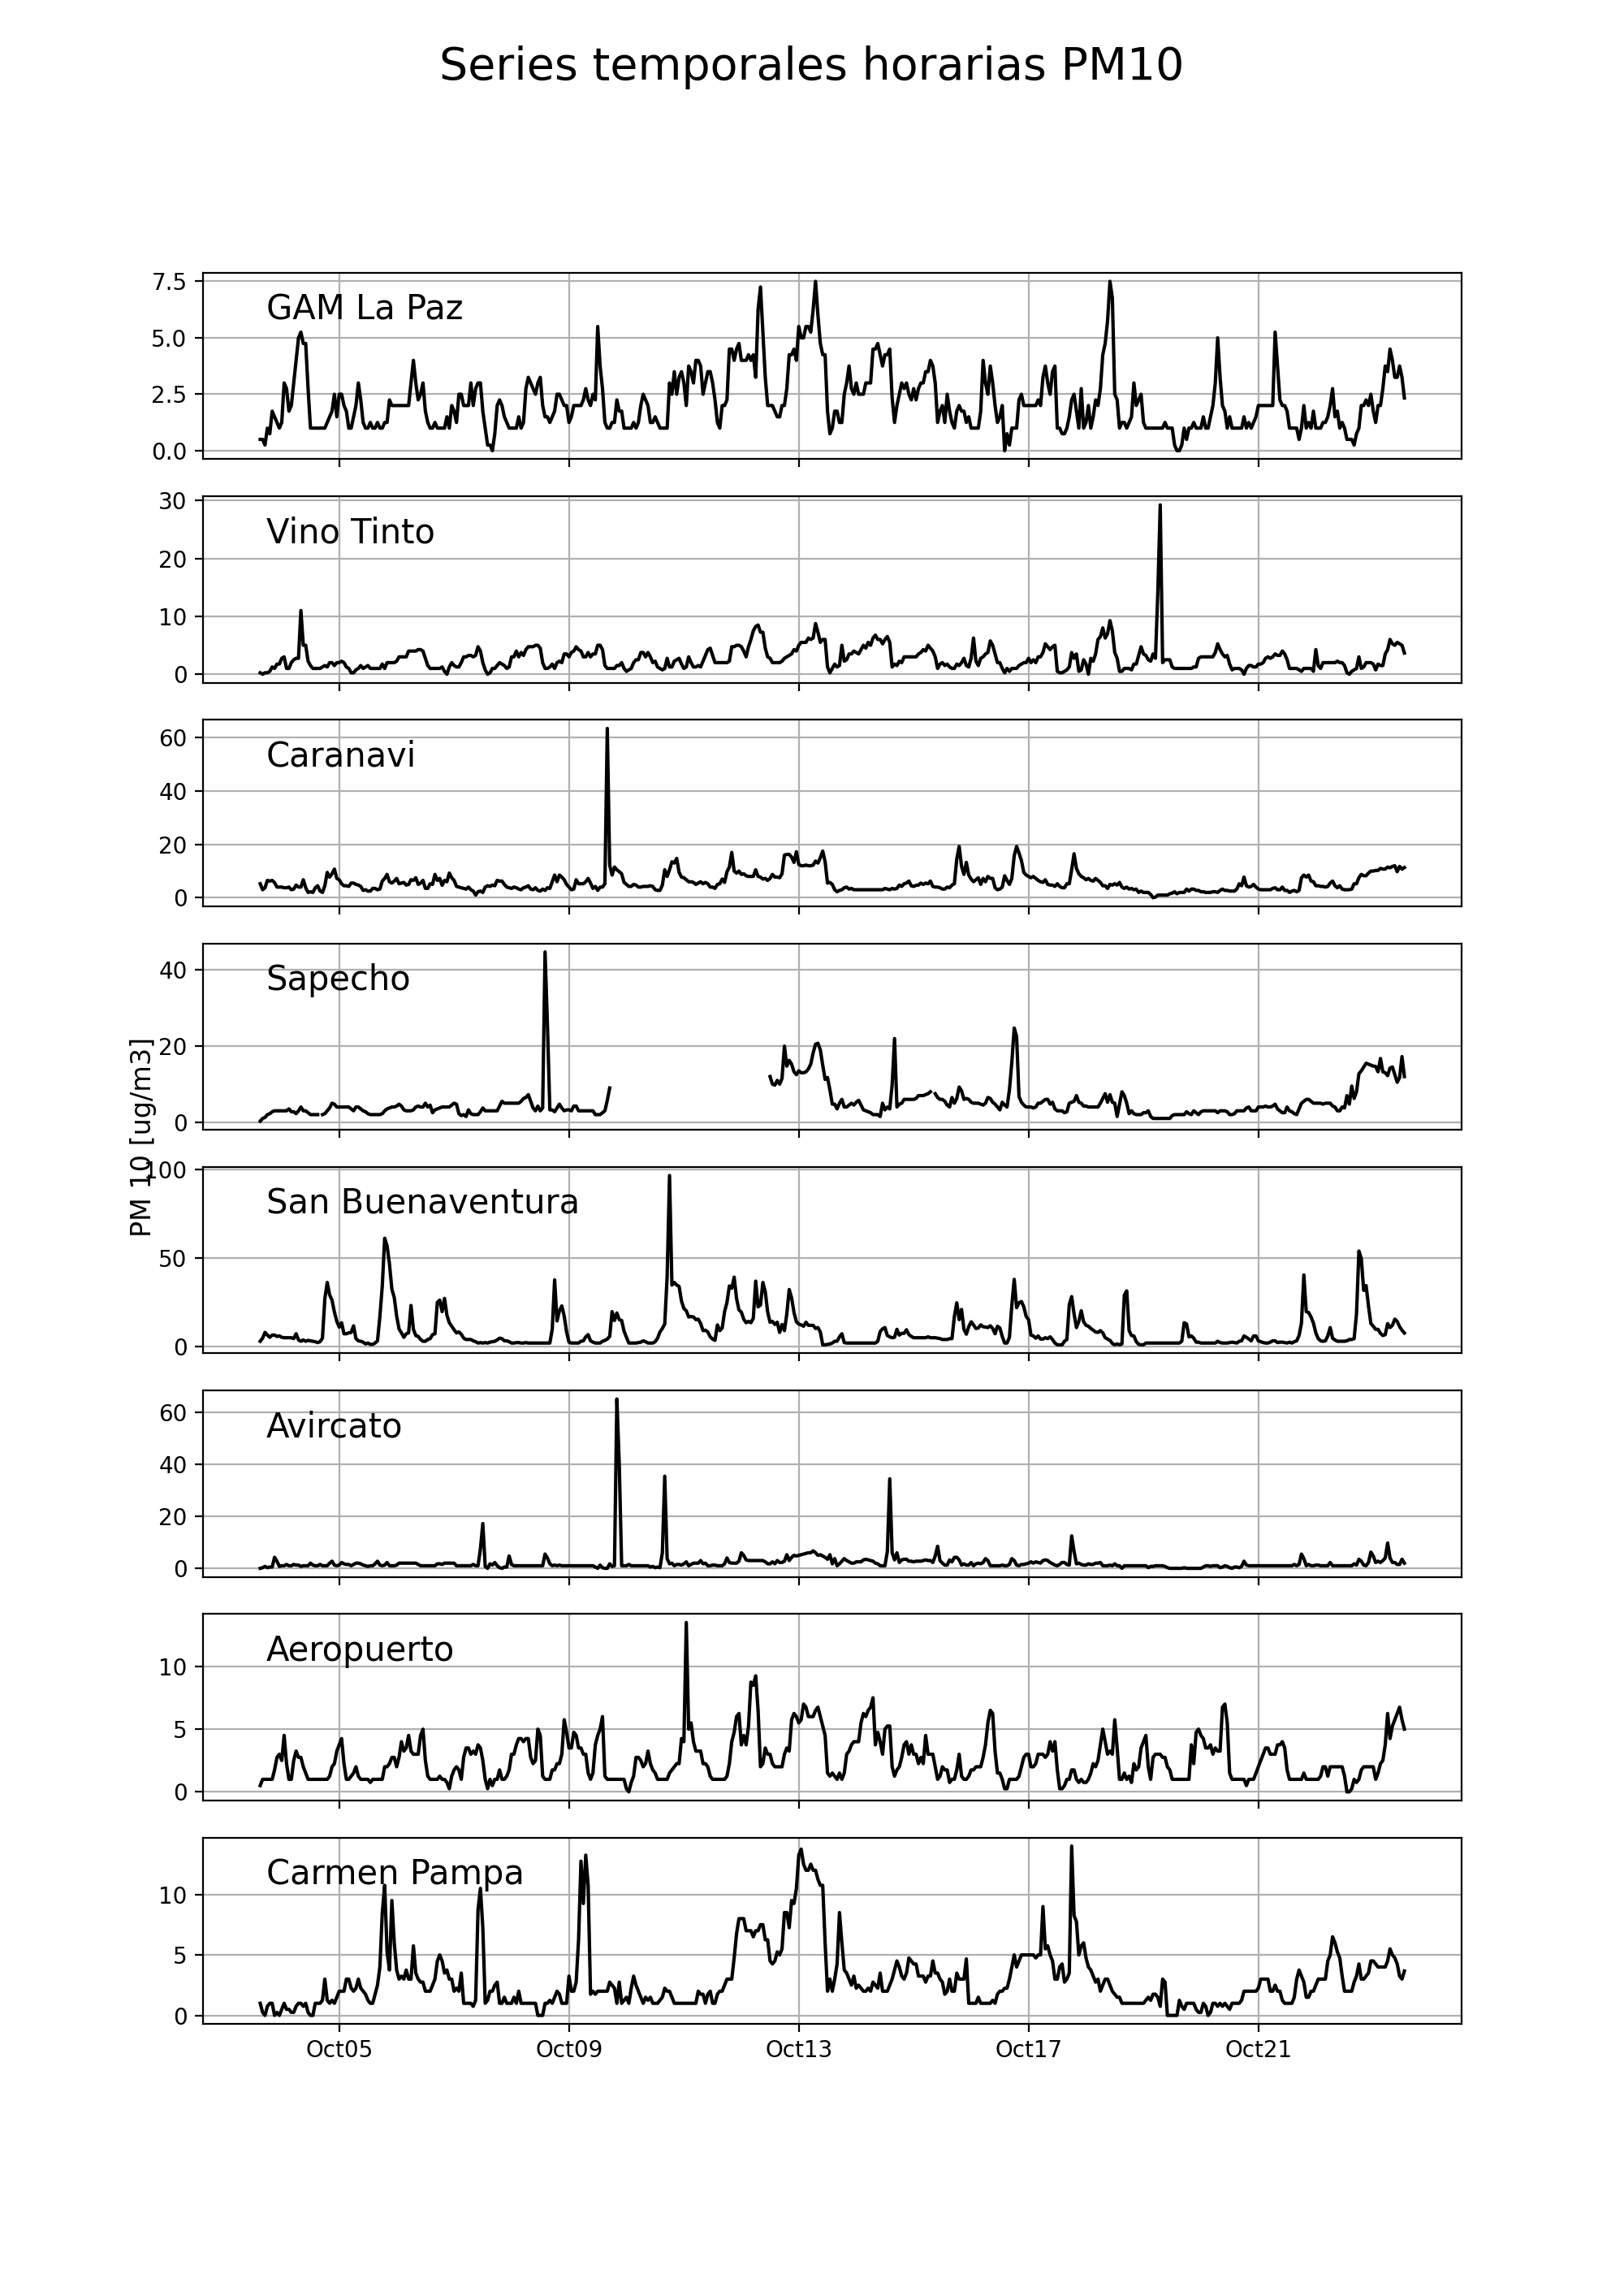 Series temporales horarias PM10
7.5
5.0
2.5
0.0
GAM La Paz
30
20
10
0
Vino Tinto
60
40
20
0
Caranavi
40
20
0
Sapecho
PM 10 [ug/m3]
100
50
0
San Buenaventura
60
40
20
0
Avircato
10
5
0
Aeropuerto
10
5
0
Carmen Pampa
Oct05 Oct09 Oct13 Oct17 Oct21